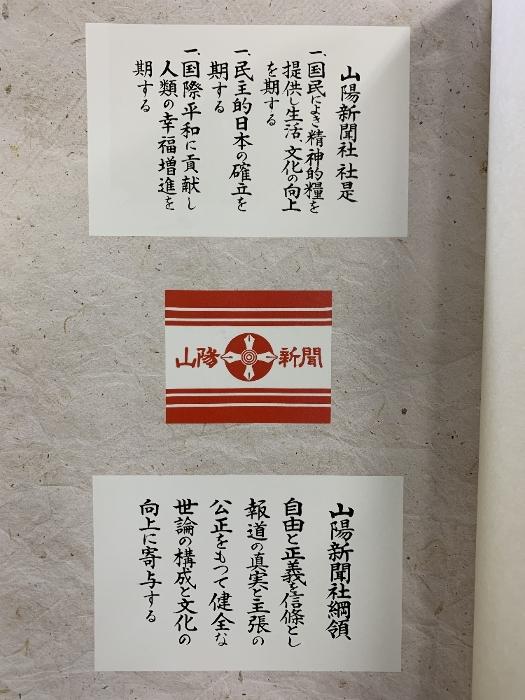 山陽新聞社 社是
一、国民によき精神的糧を
提供し生活、文化の向上
を期する
一、民主的日本の確立を
期する
一、国際平和に貢献し
人類の幸福増進を
期する
山陽 新聞
山陽新聞社綱領
自由と正義を信條とし
報道の真実と主張の
公正をもつて健全な
世論の構成と文化の
向上に寄与する